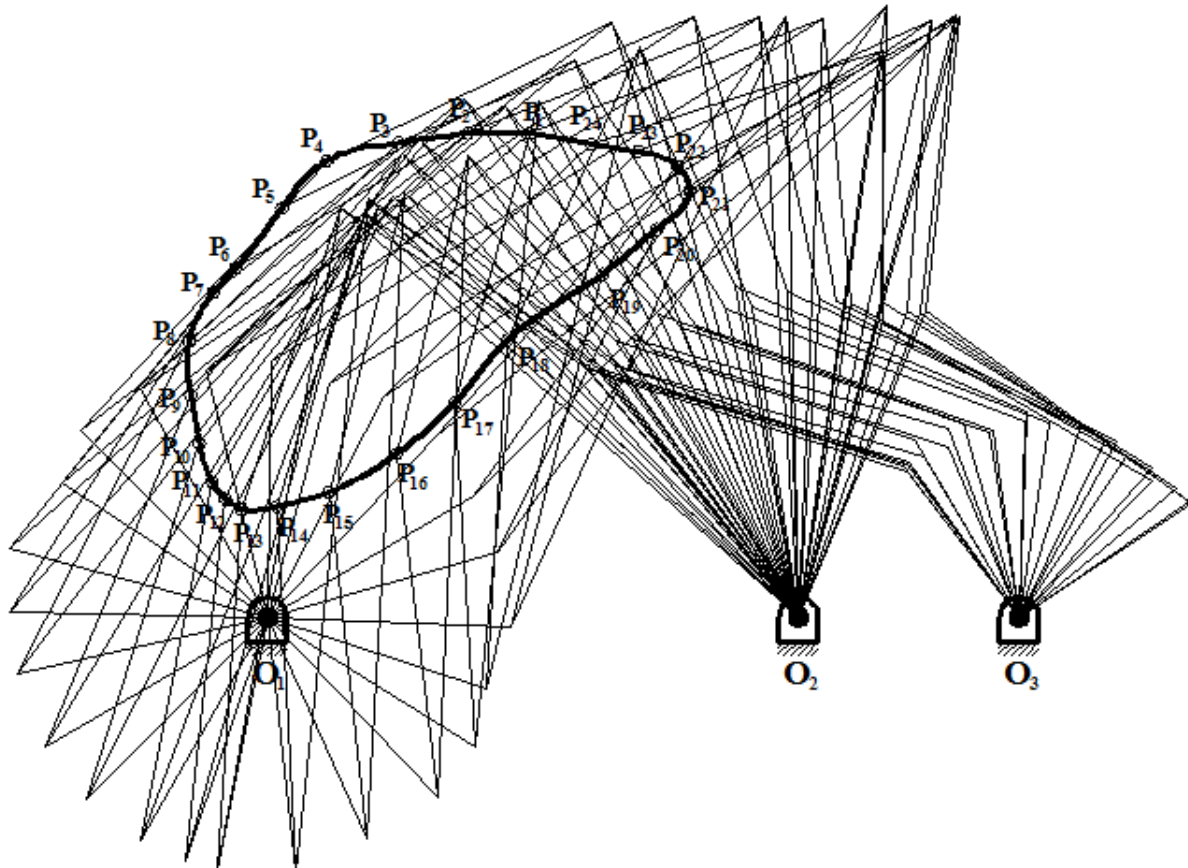 P₂
P₁
P₂₄
P₂₃
P₃
P₂₂
P₄
P₅
P₂₁
P₂₀
P₆
P₇
P₁₉
P₈
P₁₈
P₉
P₁₇
P₁₀
P₁₆
P₁₁
P₁₅
P₁₂
P₁₃
P₁₄
O₁
O₂
O₃